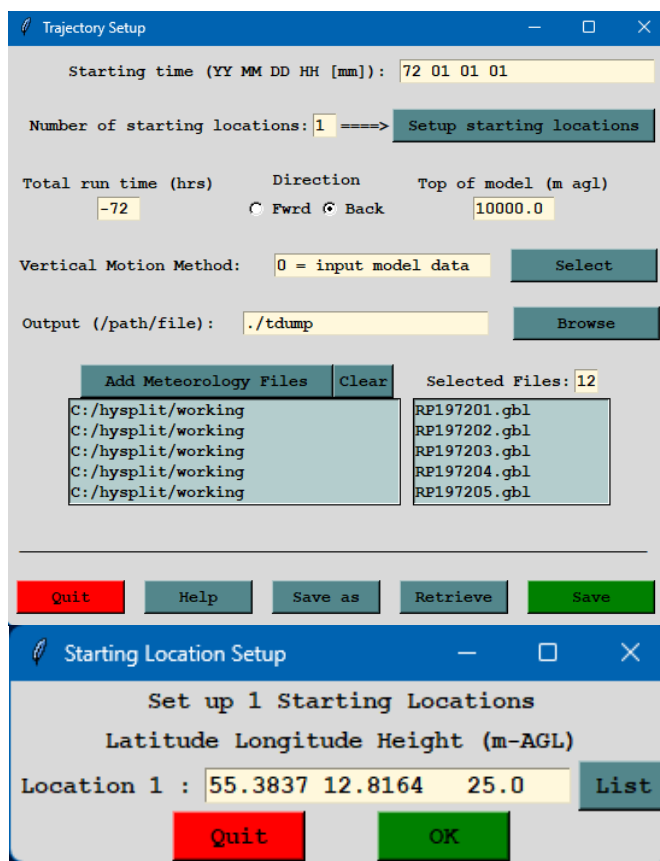 Trajectory Setup
Starting time (YY MM DD HH [mm]): 72 01 01 01
Number of starting locations: 1 ====> Setup starting locations
Total run time (hrs) Direction Top of model (m agl)
-72 Fwrd Back 10000.0
Vertical Motion Method: 0 = input model data Select
Output (/path/file): ./tdump Browse
Add Meteorology Files Clear Selected Files: 12
C:/hysplit/working RP197201.gbl
C:/hysplit/working RP197202.gbl
C:/hysplit/working RP197203.gbl
C:/hysplit/working RP197204.gbl
C:/hysplit/working RP197205.gbl
Quit Help Save as Retrieve Save
Starting Location Setup
Set up 1 Starting Locations
Latitude Longitude Height (m-AGL)
Location 1 : 55.3837 12.8164 25.0 List
Quit OK